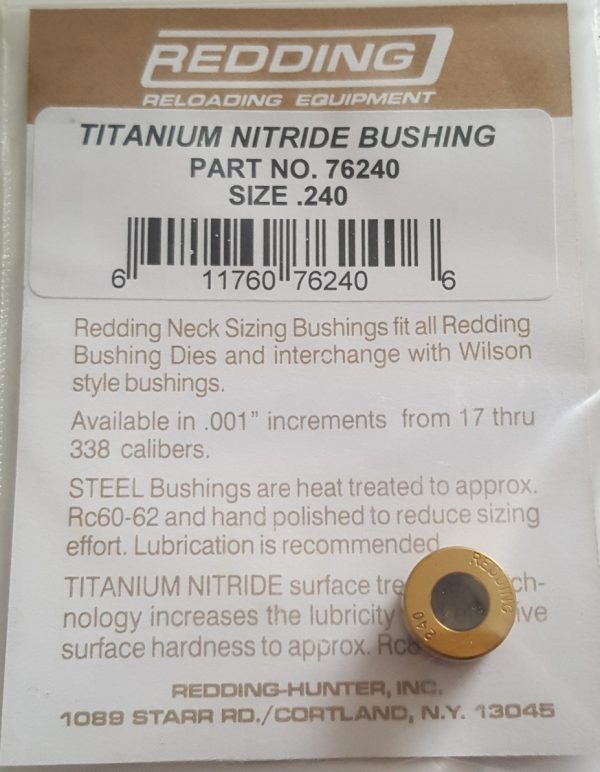 REDDING
RELOADING EQUIPMENT
TITANIUM NITRIDE BUSHING
PART NO. 76240
SIZE .240
6 11760 76240 6
Redding Neck Sizing Bushings fit all Redding
Bushing Dies and interchange with Wilson
style bushings.
Available in .001” increments from 17 thru
338 calibers.
STEEL Bushings are heat treated to approx.
Rc60-62 and hand polished to reduce sizing
effort. Lubrication is recommended
TITANIUM NITRIDE surface tre ch-
nology increases the lubricity ive
surface hardness to approx. Rc
REDDING
240
REDDING-HUNTER, INC.
1089 STARR RD./CORTLAND, N.Y. 13045